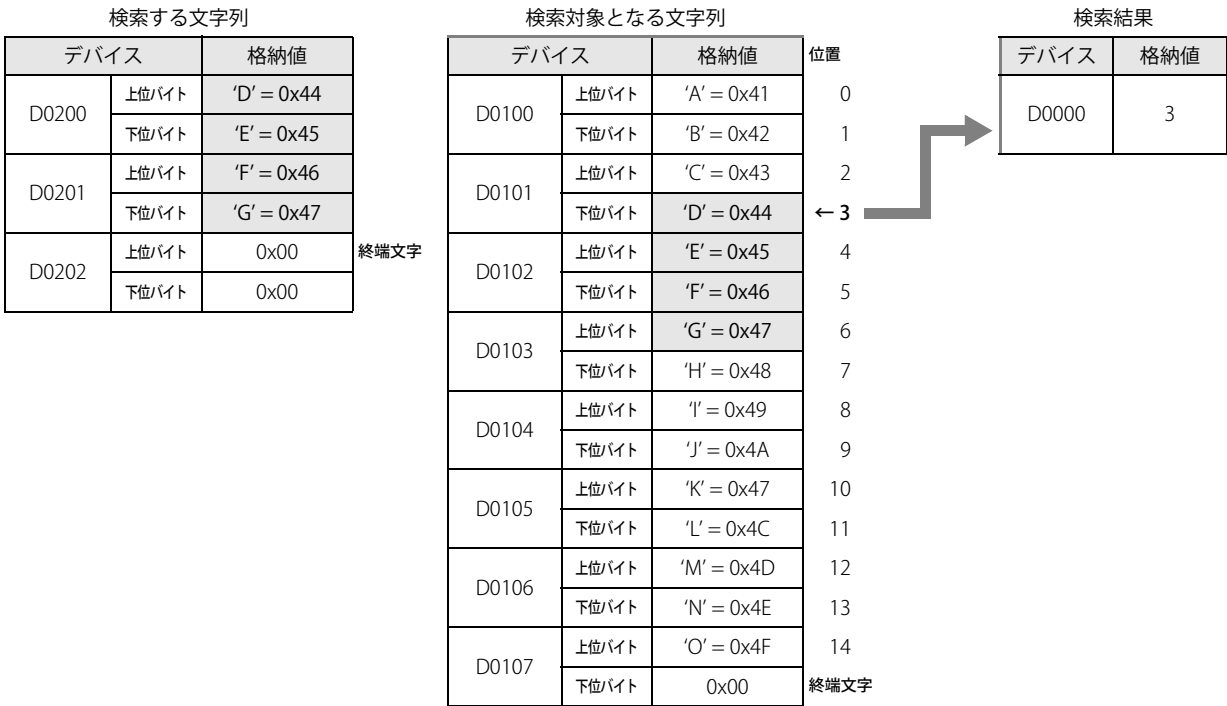 検索する文字列 検索対象となる文字列 検索結果
デバイス 格納値 デバイス 格納値 位置 デバイス 格納値
D0200 上位バイト ‘D’ = 0x44 D0100 上位バイト ‘A’ = 0x41 0 D0000 3
下位バイト ‘E’ = 0x45 下位バイト ‘B’ = 0x42 1
D0201 上位バイト ‘F’ = 0x46 D0101 上位バイト ‘C’ = 0x43 2
下位バイト ‘G’ = 0x47 下位バイト ‘D’ = 0x44 ← 3
D0202 上位バイト 0x00 終端文字 D0102 上位バイト ‘E’ = 0x45 4
下位バイト 0x00 下位バイト ‘F’ = 0x46 5
D0103 上位バイト ‘G’ = 0x47 6
下位バイト ‘H’ = 0x48 7
D0104 上位バイト ‘I’ = 0x49 8
下位バイト ‘J’ = 0x4A 9
D0105 上位バイト ‘K’ = 0x47 10
下位バイト ‘L’ = 0x4C 11
D0106 上位バイト ‘M’ = 0x4D 12
下位バイト ‘N’ = 0x4E 13
D0107 上位バイト ‘O’ = 0x4F 14
下位バイト 0x00 終端文字